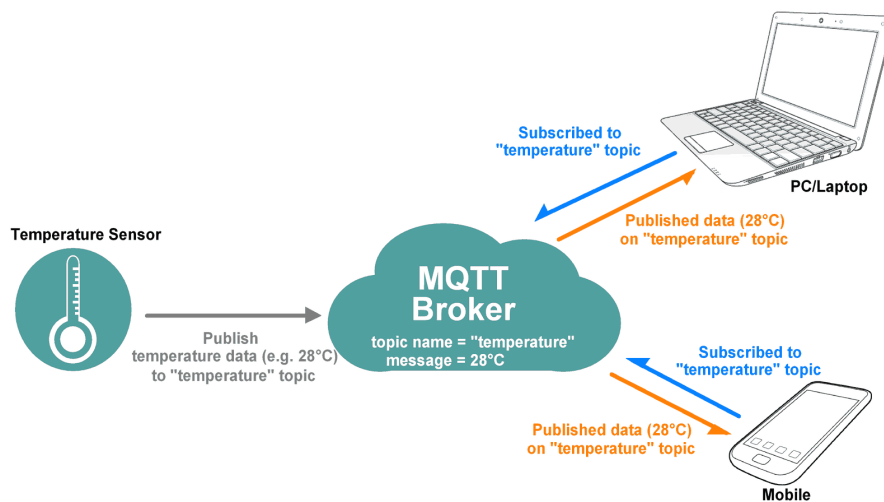 Subscribed to
"temperature" topic
PC/Laptop
Published data (28°C)
on "temperature" topic
Temperature Sensor
MQTT
Broker
topic name = "temperature"
message = 28°C
Publish
temperature data (e.g. 28°C)
to "temperature" topic
Subscribed to
"temperature" topic
Published data (28°C)
on "temperature" topic
Mobile